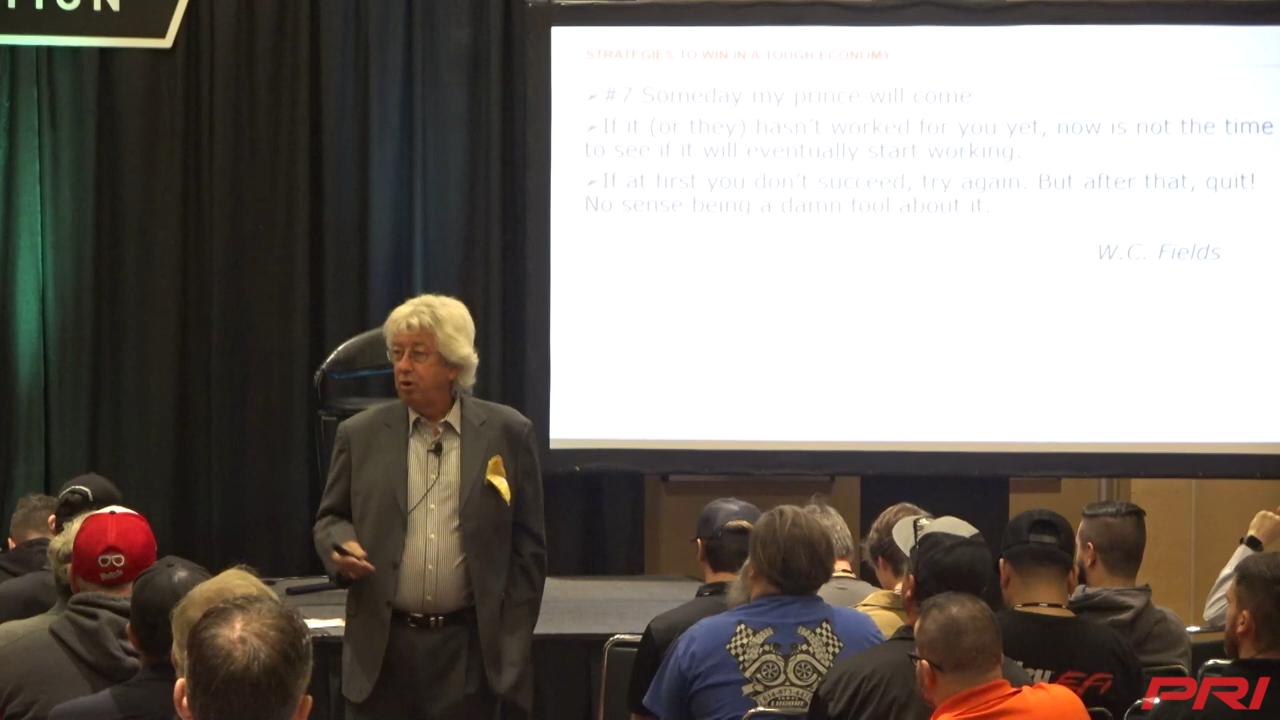 TION
STRATEGIES TO WIN IN A TOUGH ECONOMY
#7 Someday my prince will come
If it (or they) hasn't worked for you yet, now is not the time
to see if it will eventually start working.
If at first you don't succeed, try again. But after that, quit!
No sense being a damn fool about it.
W.C. Fields
PRI